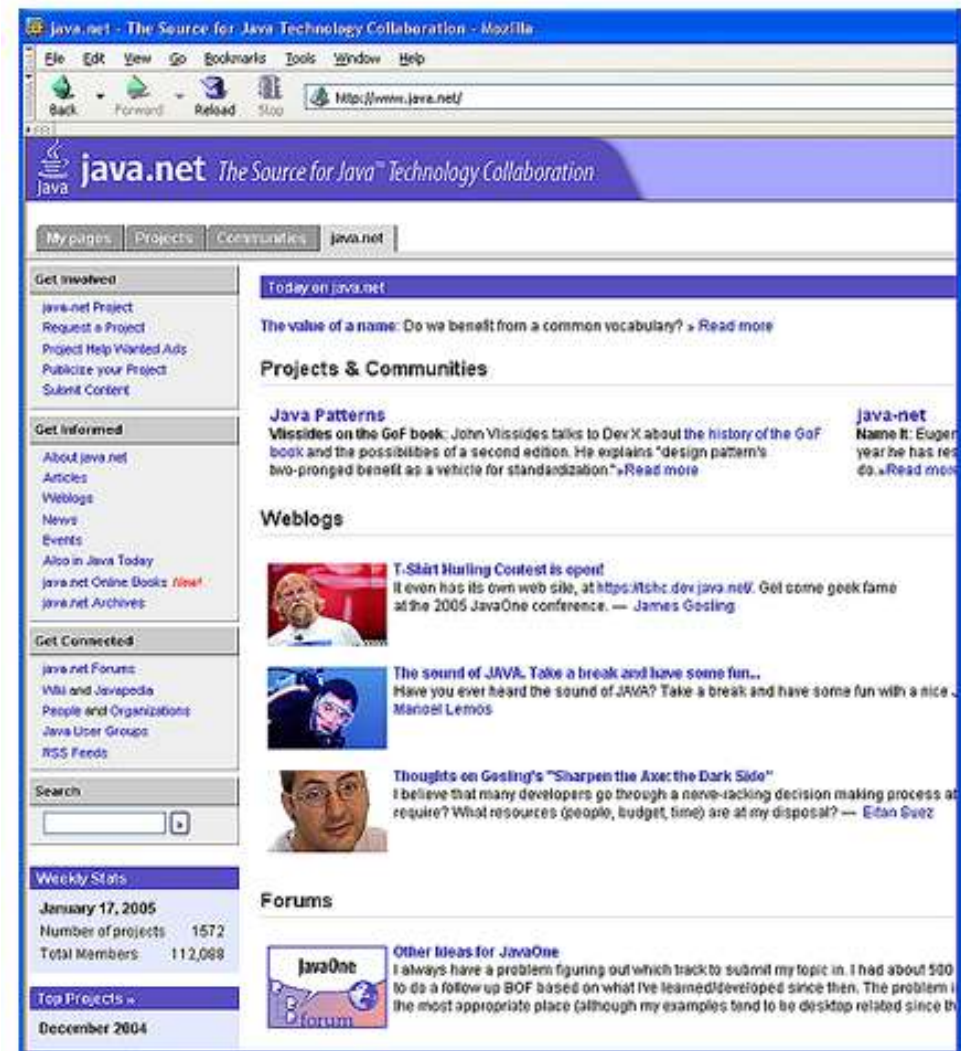 java.net - The Source for Java Technology Collaboration - Mozilla
File Edit View Go Bookmarks Tools Window Help
Back Forward Reload Stop http://www.java.net/
Java java.net The Source for Java™ Technology Collaboration
My pages Projects Communities java.net
Get Involved
java-net Project
Request a Project
Project Help Wanted Ads
Publicize your Project
Submit Content
Get Informed
About java.net
Articles
Weblogs
News
Events
Also in Java Today
java.net Online Books New!
java.net Archives
Get Connected
java.net Forums
Wiki and Javapedia
People and Organizations
Java User Groups
RSS Feeds
Search
Weekly Stats
January 17, 2005
Number of projects 1572
Total Members 112,088
Top Projects »
December 2004
Today on java.net
The value of a name: Do we benefit from a common vocabulary? » Read more
Projects & Communities
Java Patterns
Vlissides on the GoF book: John Vlissides talks to DevX about the history of the GoF
book and the possibilities of a second edition. He explains "design pattern's
two-pronged benefit as a vehicle for standardization."»Read more
java-net
Name It: Euger
year he has res
do.»Read more
Weblogs
T-Shirt Hurling Contest is open!
It even has its own web site, at https://tshc.dev.java.net/. Get some geek fame
at the 2005 JavaOne conference. — James Gosling
The sound of JAVA. Take a break and have some fun...
Have you ever heard the sound of JAVA? Take a break and have some fun with a nice J
Manoel Lemos
Thoughts on Gosling's "Sharpen the Axe: the Dark Side"
I believe that many developers go through a nerve-racking decision making process at
require? What resources (people, budget, time) are at my disposal? — Eitan Suez
Forums
JavaOne
forum
Other Ideas for JavaOne
I always have a problem figuring out which track to submit my topic in. I had about 500
to do a follow up BOF based on what I've learned/developed since then. The problem i
the most appropriate place (although my examples tend to be desktop related since th